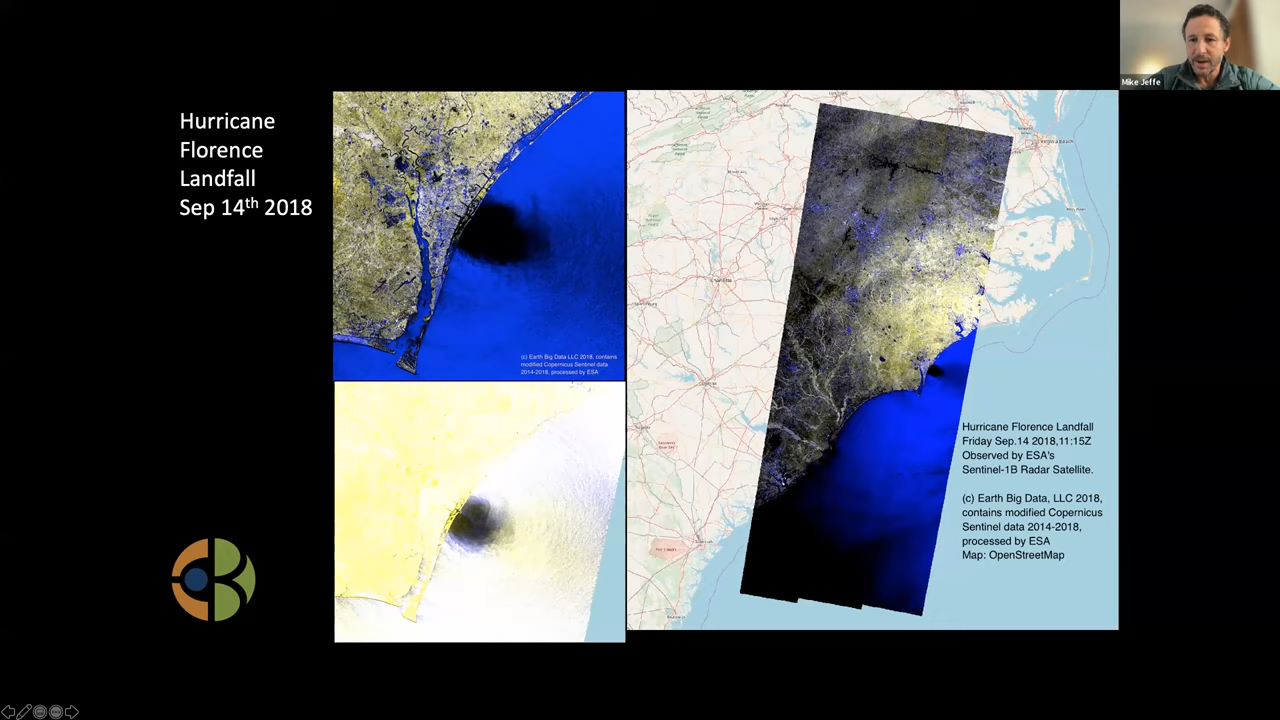 Mike Jeffe
Hurricane
Florence
Landfall
Sep 14th 2018
(c) Earth Big Data LLC 2018, contains
modified Copernicus Sentinel data
2014-2018, processed by ESA
Virginia Beach
Hurricane Florence Landfall
Friday Sep.14 2018,11:15Z
Observed by ESA's
Sentinel-1B Radar Satellite.
(c) Earth Big Data, LLC 2018,
contains modified Copernicus
Sentinel data 2014-2018,
processed by ESA
Map: OpenStreetMap